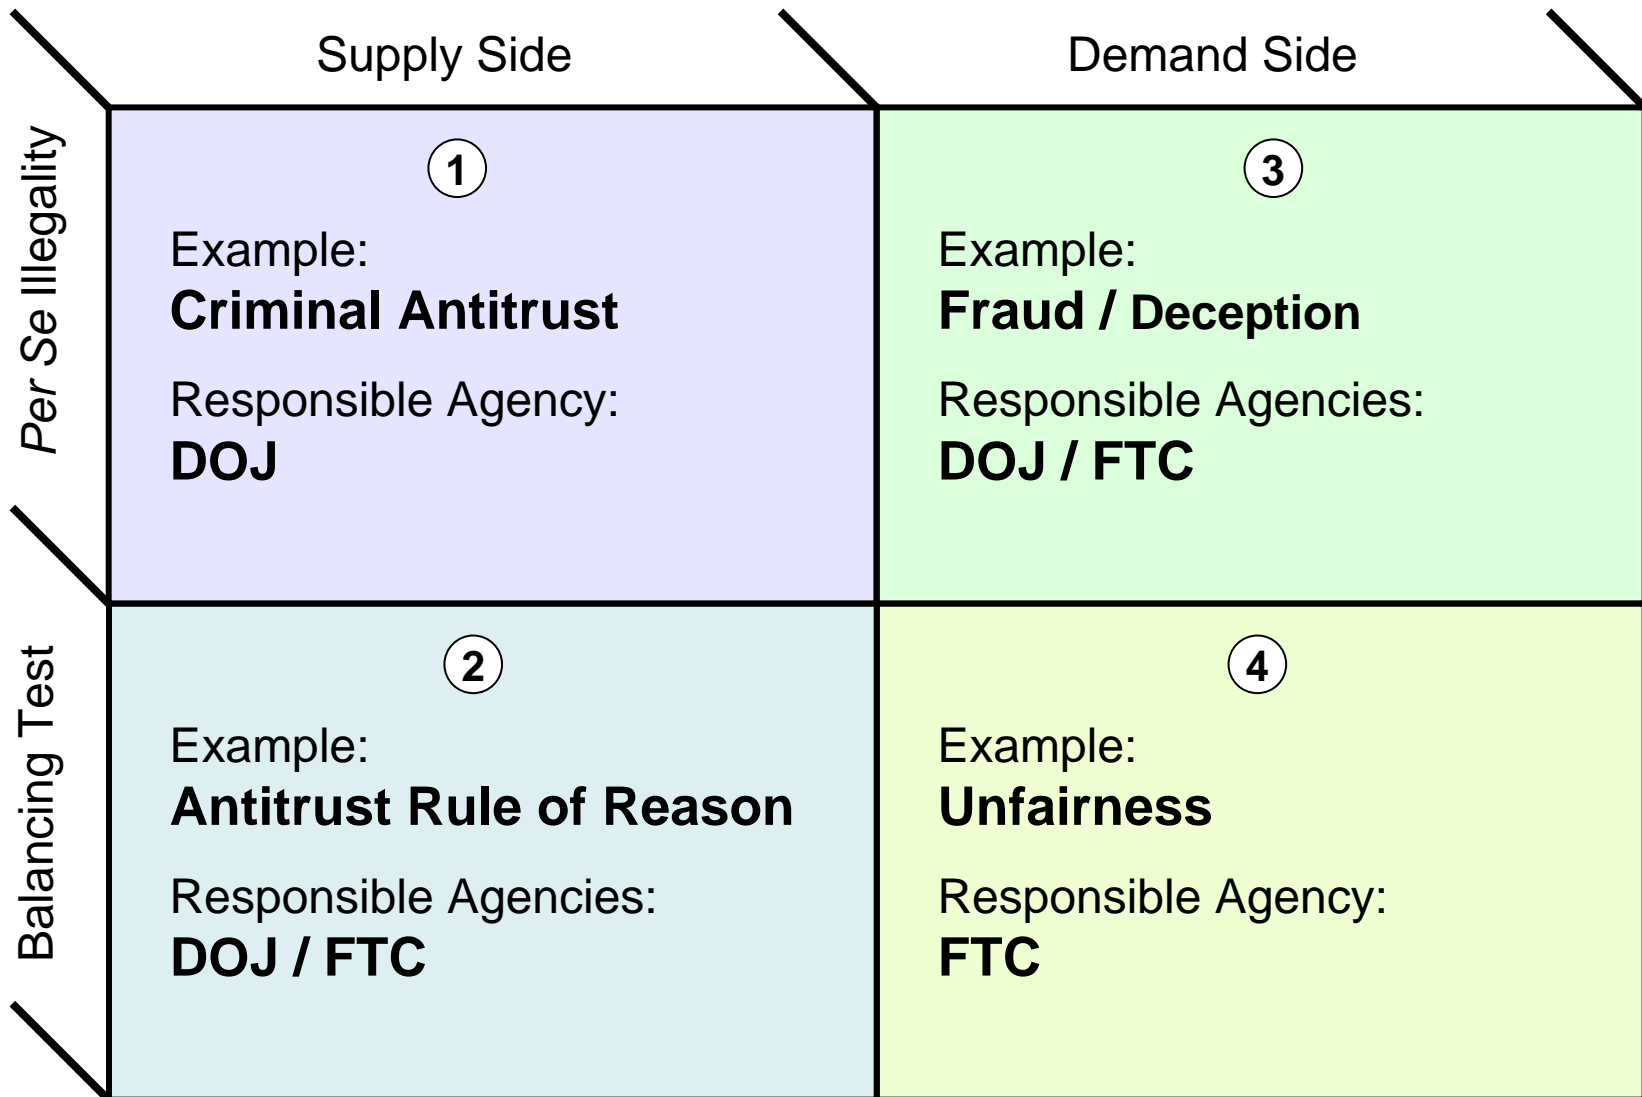 Supply Side
Demand Side
Per Se Illegality
1
Example:
Criminal Antitrust
Responsible Agency:
DOJ
3
Example:
Fraud / Deception
Responsible Agencies:
DOJ / FTC
Balancing Test
2
Example:
Antitrust Rule of Reason
Responsible Agencies:
DOJ / FTC
4
Example:
Unfairness
Responsible Agency:
FTC